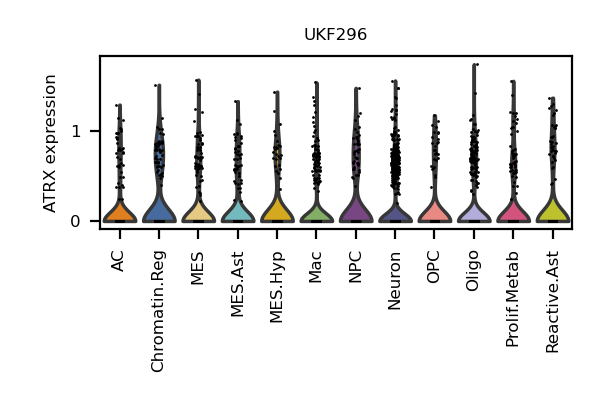 UKF296
ATRX expression
1
0
AC
Chromatin.Reg
MES
MES.Ast
MES.Hyp
Mac
NPC
Neuron
OPC
Oligo
Prolif.Metab
Reactive.Ast